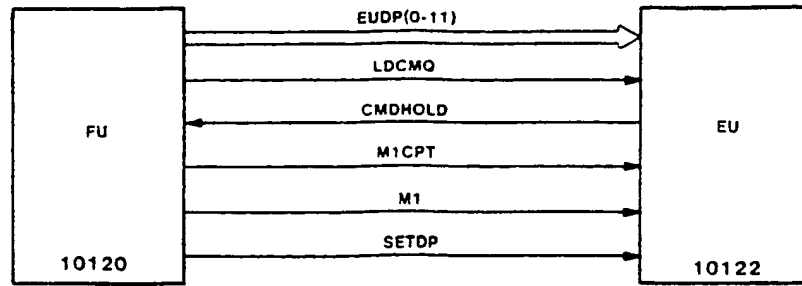 EUDP(0-11)
LDCMQ
CMDHOLD
FU
EU
M1CPT
M1
SETDP
10120
10122